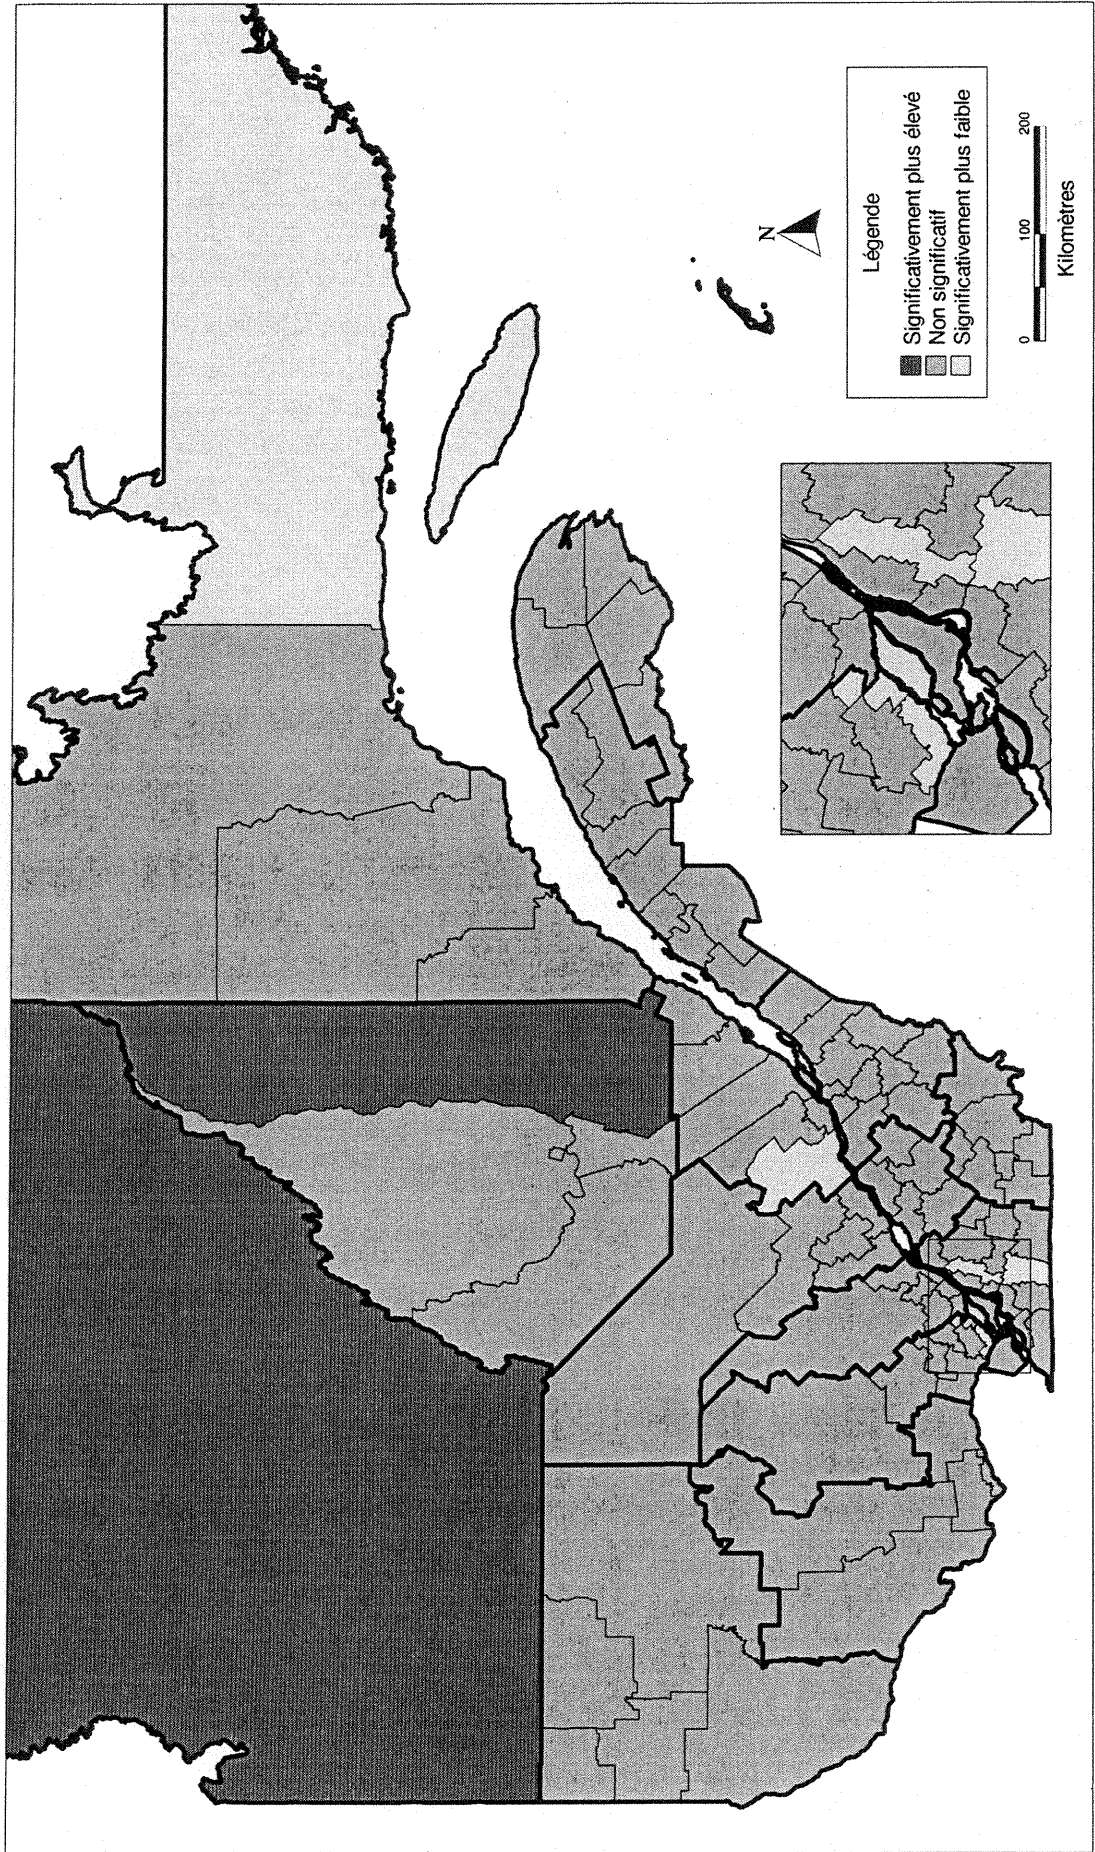 N
Légende
Significativement plus élevé
Non significatif
Significativement plus faible
0 100 200
Kilomètres